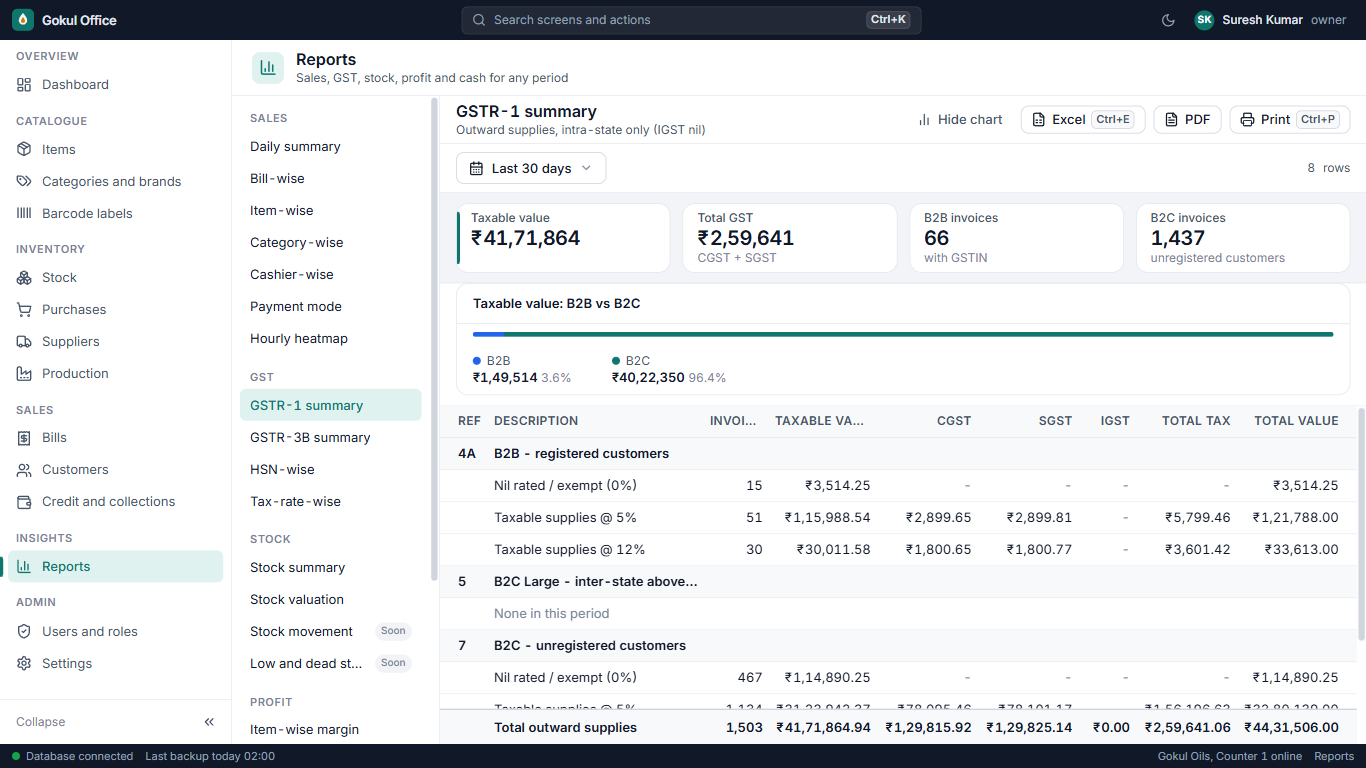 Gokul Office
Search screens and actions
Ctrl+K
SK
Suresh Kumar owner
OVERVIEW
Dashboard
CATALOGUE
Items
Categories and brands
Barcode labels
INVENTORY
Stock
Purchases
Suppliers
Production
SALES
Bills
Customers
Credit and collections
INSIGHTS
Reports
ADMIN
Users and roles
Settings
Collapse
Reports
Sales, GST, stock, profit and cash for any period
SALES
Daily summary
Bill-wise
Item-wise
Category-wise
Cashier-wise
Payment mode
Hourly heatmap
GST
GSTR-1 summary
GSTR-3B summary
HSN-wise
Tax-rate-wise
STOCK
Stock summary
Stock valuation
Stock movement Soon
Low and dead st... Soon
PROFIT
Item-wise margin
GSTR-1 summary
Outward supplies, intra-state only (IGST nil)
Hide chart
Excel Ctrl+E
PDF
Print Ctrl+P
Last 30 days
8 rows
Taxable value
₹41,71,864
Total GST
₹2,59,641
CGST + SGST
B2B invoices
66
with GSTIN
B2C invoices
1,437
unregistered customers
Taxable value: B2B vs B2C
B2B
₹1,49,514 3.6%
B2C
₹40,22,350 96.4%
REF DESCRIPTION INVOI... TAXABLE VA... CGST SGST IGST TOTAL TAX TOTAL VALUE
4A B2B - registered customers
Nil rated / exempt (0%) 15 ₹3,514.25 - - - - ₹3,514.25
Taxable supplies @ 5% 51 ₹1,15,988.54 ₹2,899.65 ₹2,899.81 - ₹5,799.46 ₹1,21,788.00
Taxable supplies @ 12% 30 ₹30,011.58 ₹1,800.65 ₹1,800.77 - ₹3,601.42 ₹33,613.00
5 B2C Large - inter-state above...
None in this period
7 B2C - unregistered customers
Nil rated / exempt (0%) 467 ₹1,14,890.25 - - - - ₹1,14,890.25
Taxable supplies @ 5%
Total outward supplies 1,503 ₹41,71,864.94 ₹1,29,815.92 ₹1,29,825.14 ₹0.00 ₹2,59,641.06 ₹44,31,506.00
Database connected Last backup today 02:00
Gokul Oils, Counter 1 online Reports